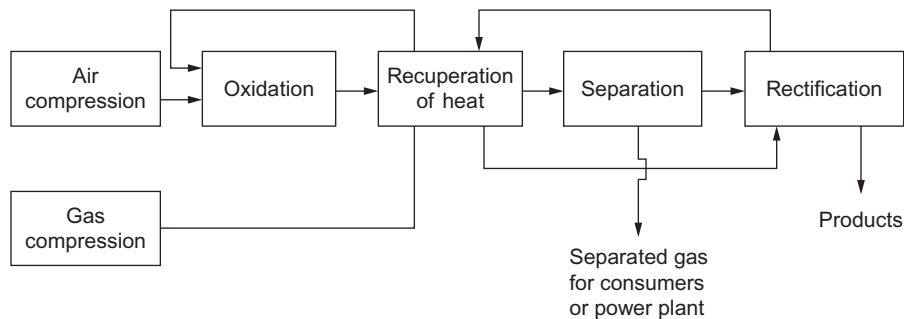 Air
compression
Oxidation
Recuperation
of heat
Separation
Rectification
Gas
compression
Separated gas
for consumers
or power plant
Products